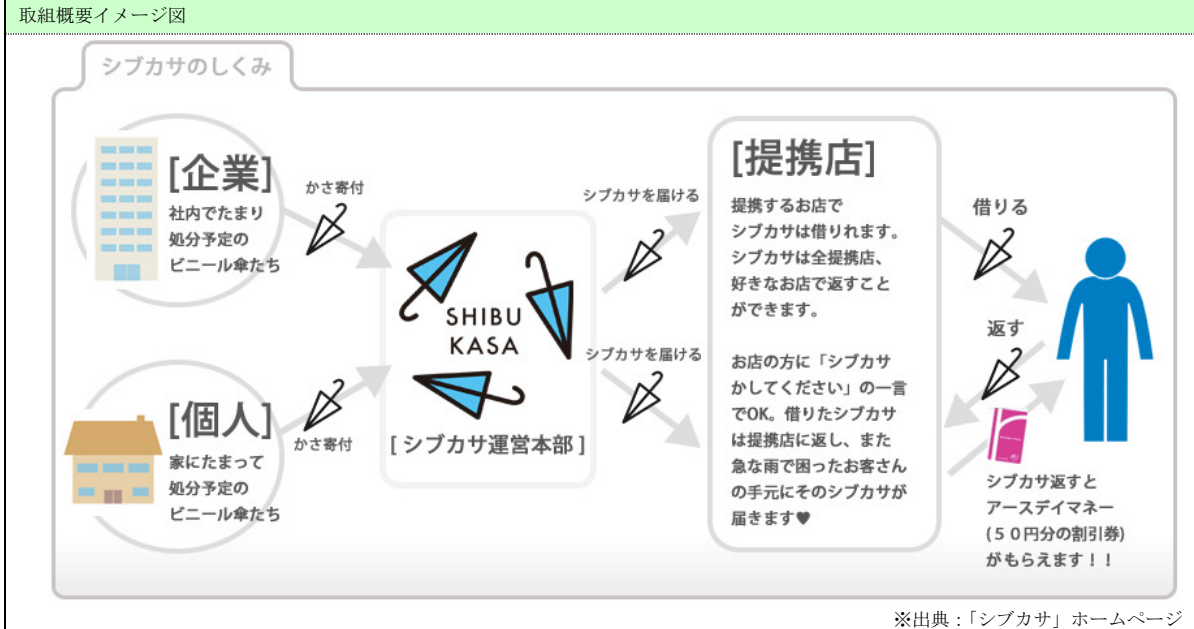 取組概要イメージ図
シブカサのしくみ
[企業]
社内でたまり
処分予定の
ビニール傘たち
かさ寄付
[個人]
家にたまって
処分予定の
ビニール傘たち
かさ寄付
SHIBU
KASA
[シブカサ運営本部]
シブカサを届ける
シブカサを届ける
[提携店]
提携するお店で
シブカサは借りれます。
シブカサは全提携店、
好きなお店で返すこと
ができます。
お店の方に「シブカサ
かしてください」の一言
でOK。借りたシブカサ
は提携店に返し、また
急な雨で困ったお客さん
の手元にそのシブカサが
届きます♥
借りる
返す
シブカサ返すと
アースデイマネー
(５０円分の割引券)
がもらえます！！
※出典：「シブカサ」ホームページ